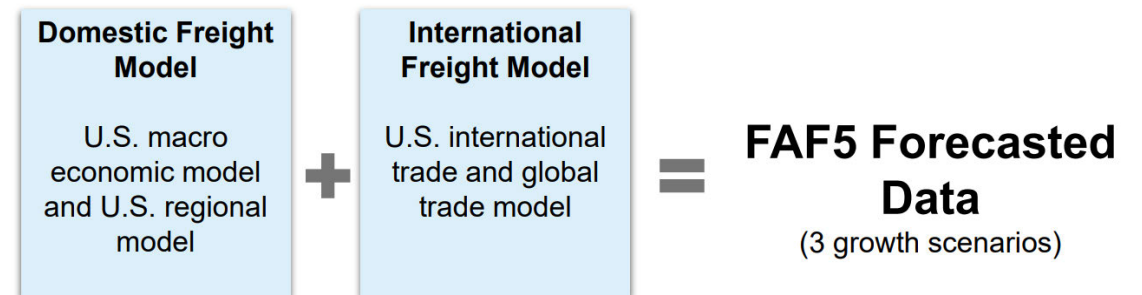 Domestic Freight
Model
U.S. macro
economic model
and U.S. regional
model
+
International
Freight Model
U.S. international
trade and global
trade model
=
FAF5 Forecasted
Data
(3 growth scenarios)